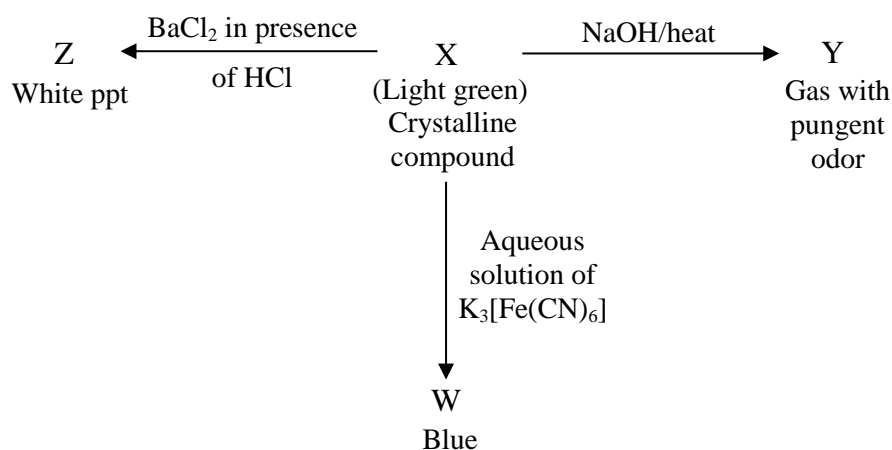 BaCl₂ in presence
of HCl
Z
White ppt
X
(Light green)
Crystalline
compound
NaOH/heat
Y
Gas with
pungent
odor
Aqueous
solution of
K₃[Fe(CN)₆]
W
Blue